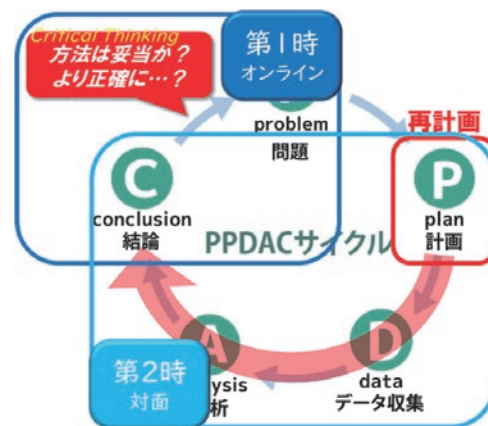 Critical Thinking
方法は妥当か?
より正確に…?
第1時
オンライン
problem
問題
再計画
C
conclusion
結論
P
plan
計画
PPDACサイクル
A
ysis
析
D
data
データ収集
第2時
対面